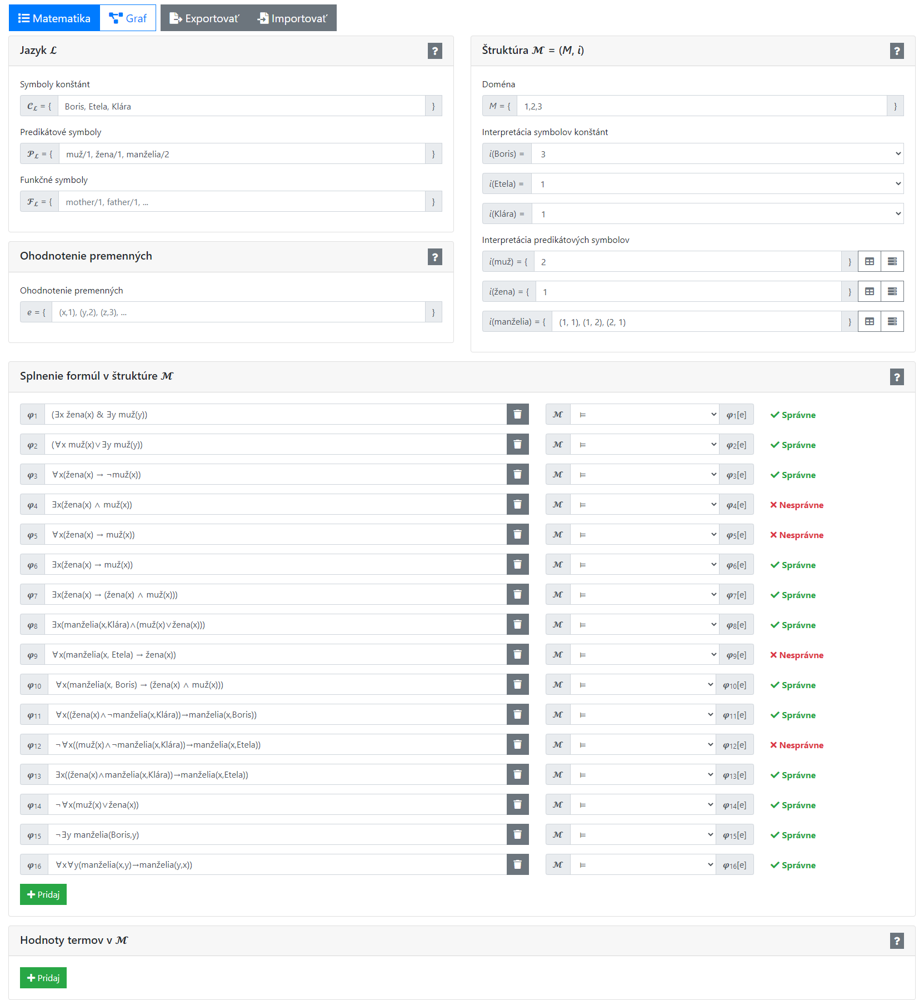 Matematika Graf Exportovať Importovať
Jazyk 𝓛 ?
Symboly konštánt
𝓒𝓛 = { Boris, Etela, Klára }
Predikátové symboly
𝓟𝓛 = { muž/1, žena/1, manželia/2 }
Funkčné symboly
𝓕𝓛 = { mother/1, father/1, ... }
Ohodnotenie premenných ?
Ohodnotenie premenných
e = { (x,1), (y,2), (z,3), ... }
Štruktúra 𝓜 = (M, i) ?
Doména
M = { 1,2,3 }
Interpretácia symbolov konštánt
i(Boris) = 3
i(Etela) = 1
i(Klára) = 1
Interpretácia predikátových symbolov
i(muž) = { 2 }
i(žena) = { 1 }
i(manželia) = { (1, 1), (1, 2), (2, 1) }
Splnenie formúl v štruktúre 𝓜 ?
φ1 (∃x žena(x) & ∃y muž(y)) 𝓜 ⊨ φ1[e] Správne
φ2 (∀x muž(x)∨∃y muž(y)) 𝓜 ⊨ φ2[e] Správne
φ3 ∀x(žena(x) → ¬muž(x)) 𝓜 ⊨ φ3[e] Správne
φ4 ∃x(žena(x) ∧ muž(x)) 𝓜 ⊨ φ4[e] Nesprávne
φ5 ∀x(žena(x) → muž(x)) 𝓜 ⊨ φ5[e] Nesprávne
φ6 ∃x(žena(x) → muž(x)) 𝓜 ⊨ φ6[e] Správne
φ7 ∃x(žena(x) → (žena(x) ∧ muž(x))) 𝓜 ⊨ φ7[e] Správne
φ8 ∃x(manželia(x,Klára)∧(muž(x)∨žena(x))) 𝓜 ⊨ φ8[e] Správne
φ9 ∀x(manželia(x, Etela) → žena(x)) 𝓜 ⊨ φ9[e] Nesprávne
φ10 ∀x(manželia(x, Boris) → (žena(x) ∧ muž(x))) 𝓜 ⊨ φ10[e] Správne
φ11 ∀x((žena(x)∧¬manželia(x,Klára))→manželia(x,Boris)) 𝓜 ⊨ φ11[e] Správne
φ12 ¬∀x((muž(x)∧¬manželia(x,Klára))→manželia(x,Etela)) 𝓜 ⊨ φ12[e] Nesprávne
φ13 ∃x((žena(x)∧manželia(x,Klára))→manželia(x,Etela)) 𝓜 ⊨ φ13[e] Správne
φ14 ¬∀x(muž(x)∨žena(x)) 𝓜 ⊨ φ14[e] Správne
φ15 ¬∃y manželia(Boris,y) 𝓜 ⊨ φ15[e] Správne
φ16 ∀x∀y(manželia(x,y)→manželia(y,x)) 𝓜 ⊨ φ16[e] Správne
Pridaj
Hodnoty termov v 𝓜 ?
Pridaj